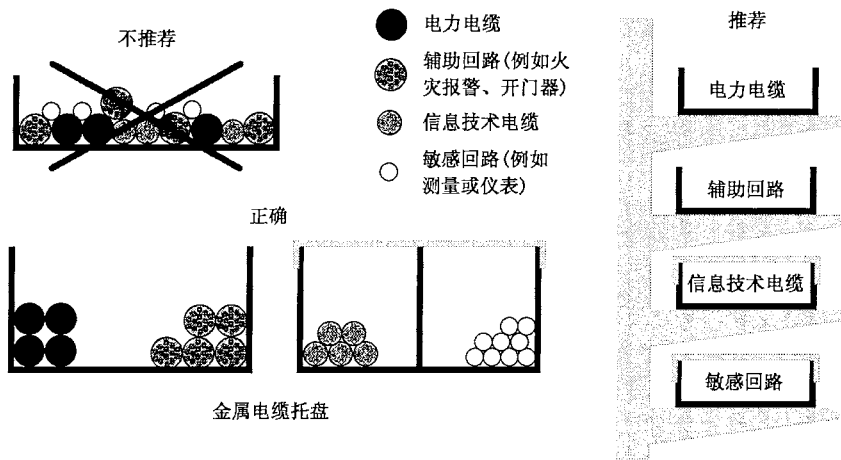 不推荐
电力电缆
辅助回路(例如火
灾报警、开门器)
信息技术电缆
敏感回路(例如
测量或仪表)
正确
金属电缆托盘
推荐
电力电缆
辅助回路
信息技术电缆
敏感回路